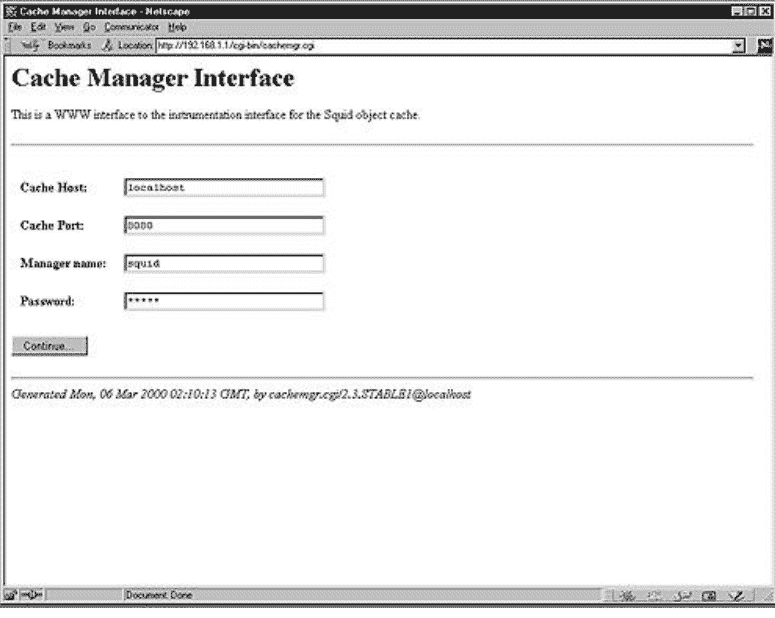 Cache Manager Interface - Netscape
File Edit View Go Communicator Help
Bookmarks Location: http://192.168.1.1/cgi-bin/cachemgr.cgi
Cache Manager Interface
This is a WWW interface to the instrumentation interface for the Squid object cache.
Cache Host: localhost
Cache Port: 8080
Manager name: squid
Password: *****
Continue...
Generated Mon, 06 Mar 2000 02:10:13 GMT, by cachemgr.cgi/2.3.STABLE1@localhost
Document: Done